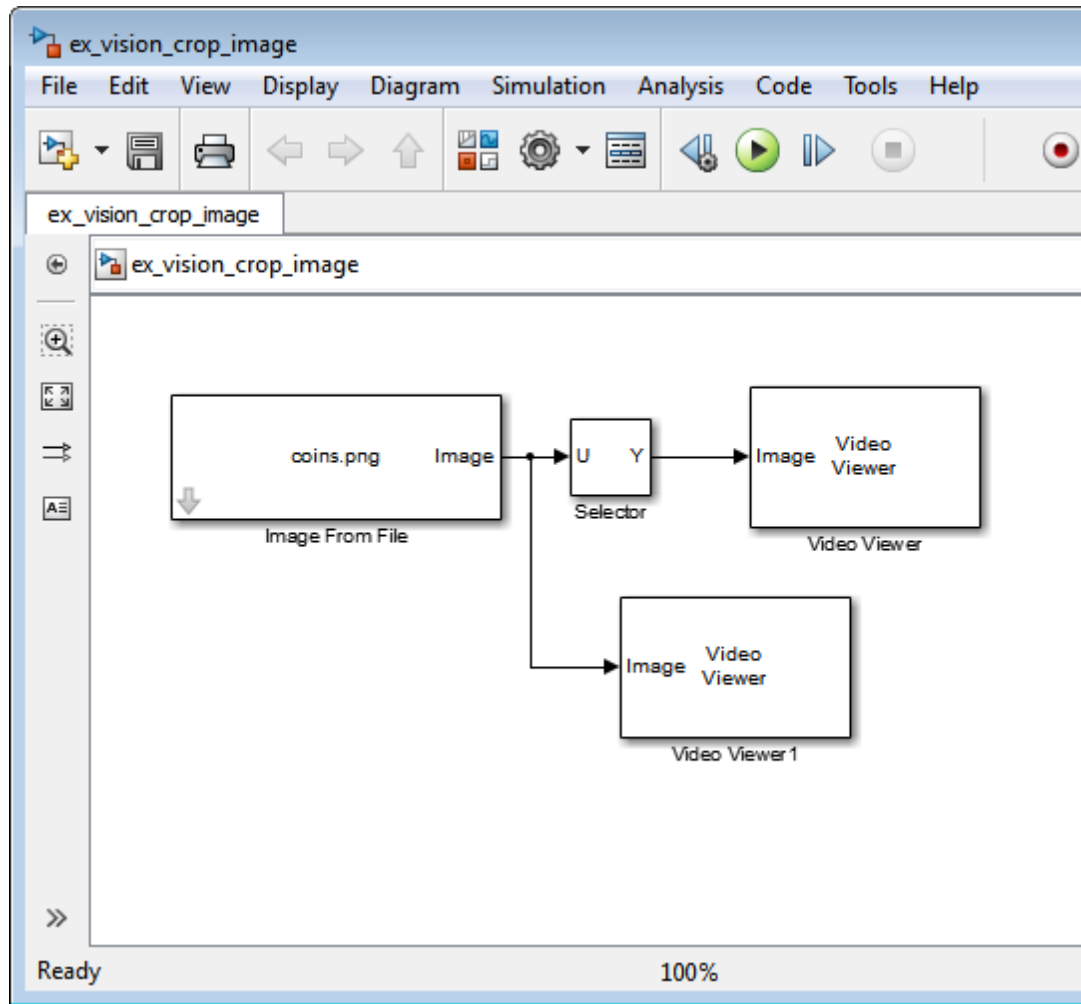 ex_vision_crop_image
File Edit View Display Diagram Simulation Analysis Code Tools Help
ex_vision_crop_image
ex_vision_crop_image
coins.png Image
Image From File
U Y
Selector
Image Video
Viewer
Video Viewer
Image Video
Viewer
Video Viewer1
Ready 100%